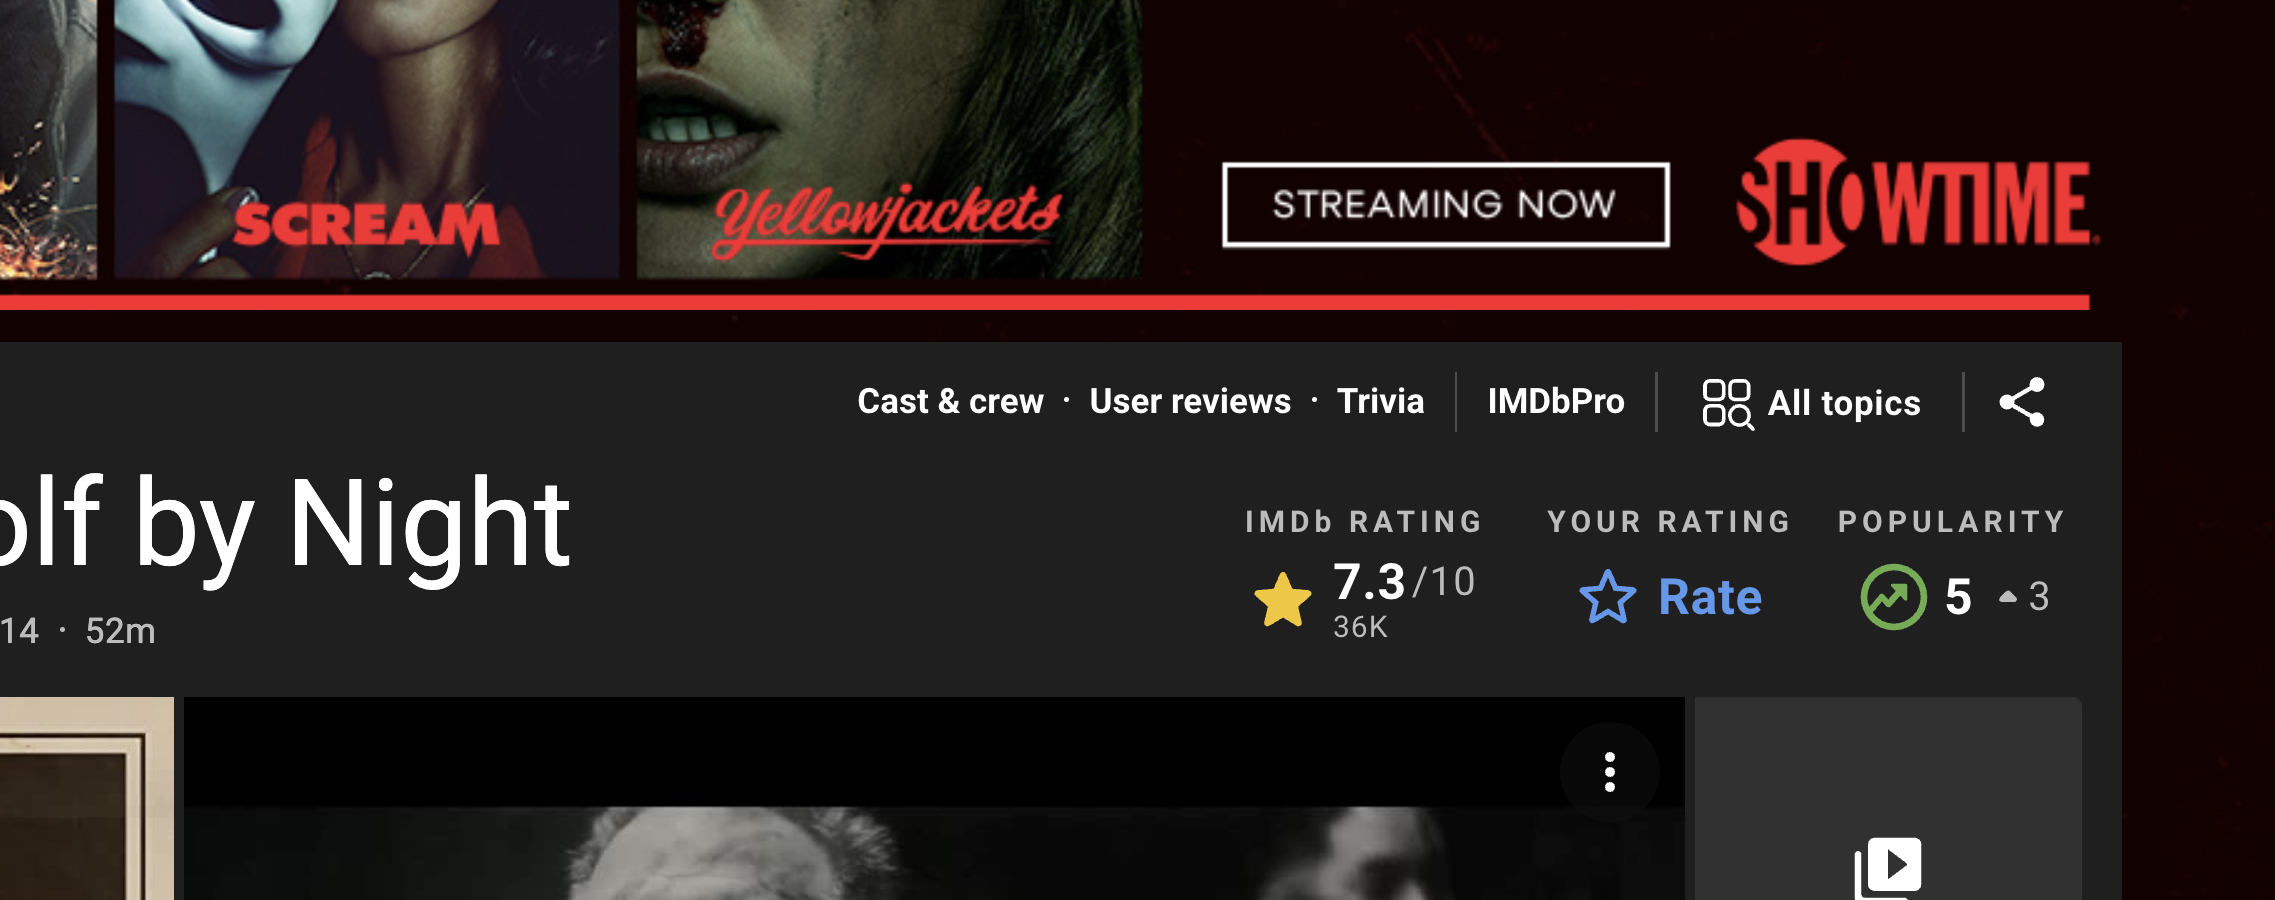 SCREAM
Yellowjackets
STREAMING NOW
SHOWTIME
Cast & crew · User reviews · Trivia
IMDbPro
All topics
olf by Night
14 · 52m
IMDb RATING
7.3/10
36K
YOUR RATING
Rate
POPULARITY
5
3